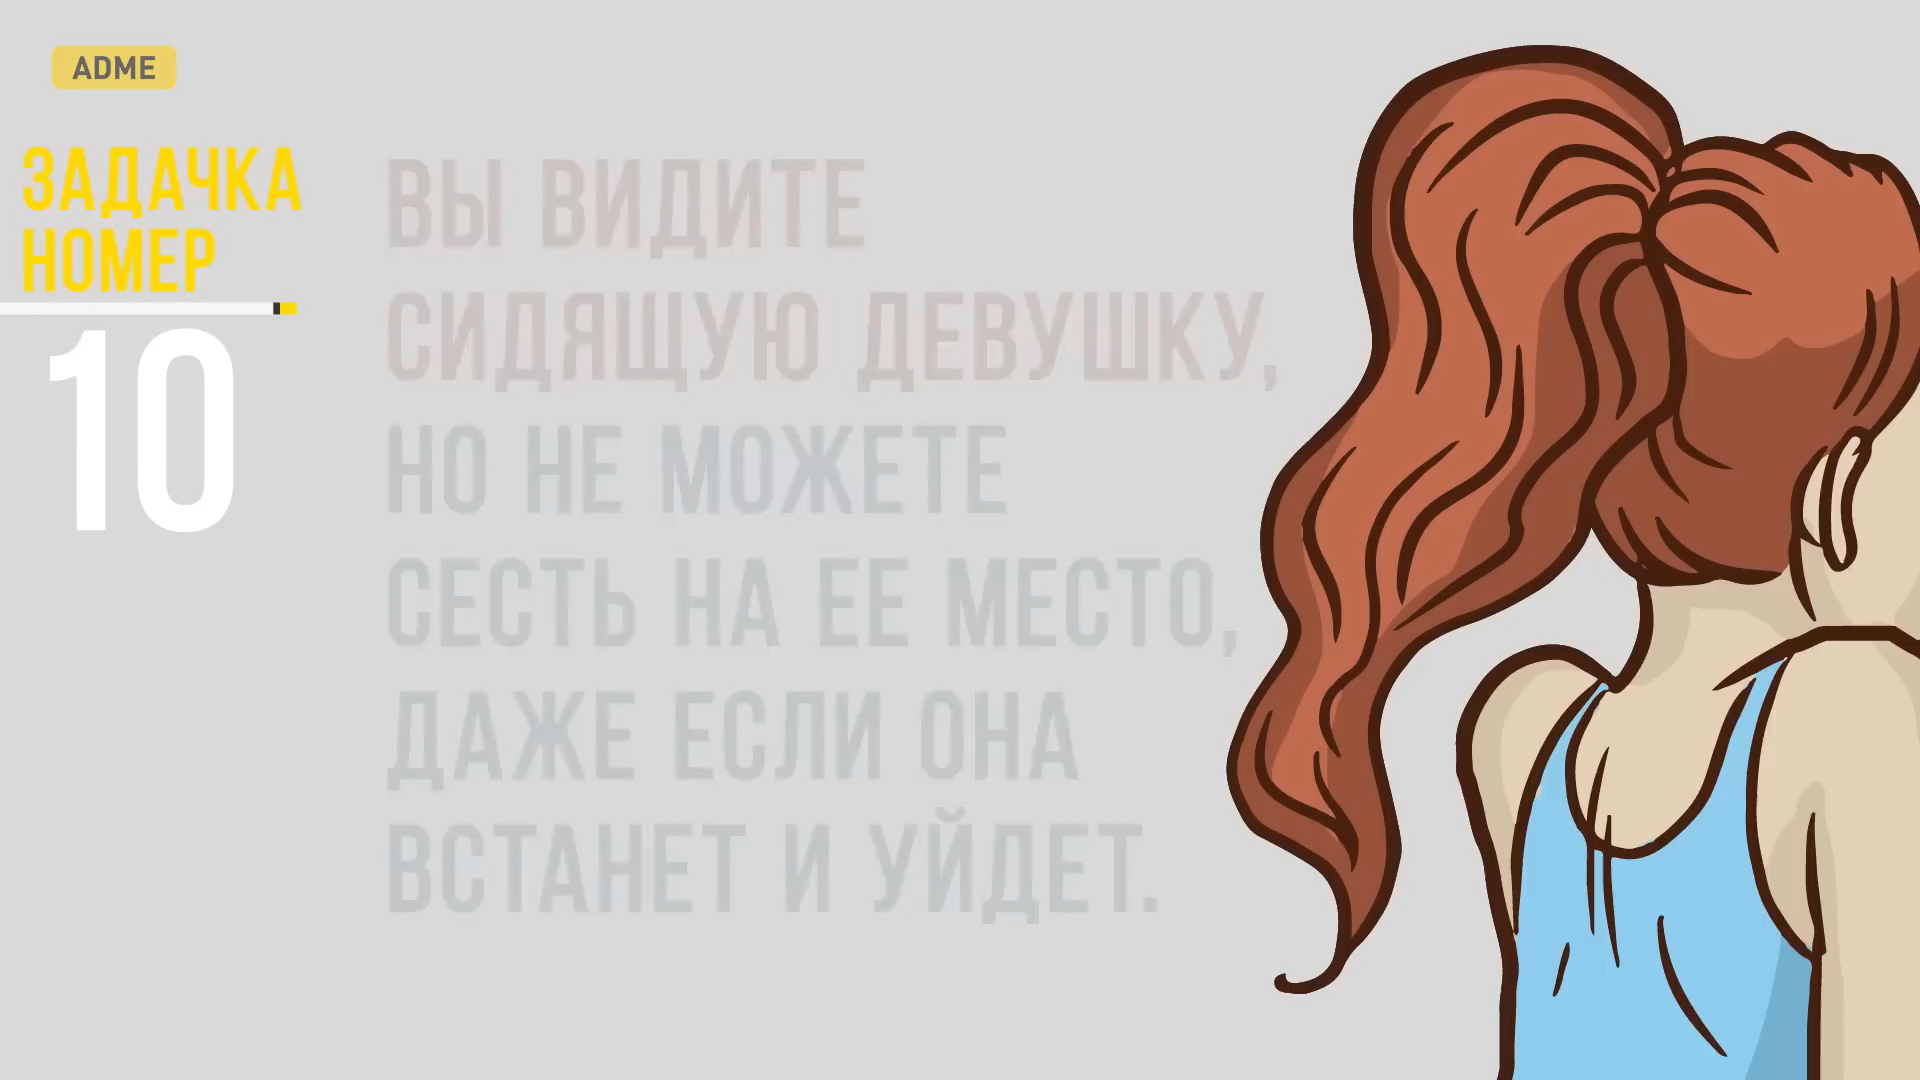 ADME
ЗАДАЧКА
НОМЕР
10
ВЫ ВИДИТЕ
СИДЯЩУЮ ДЕВУШКУ,
НО НЕ МОЖЕТЕ
СЕСТЬ НА ЕЕ МЕСТО,
ДАЖЕ ЕСЛИ ОНА
ВСТАНЕТ И УЙДЕТ.